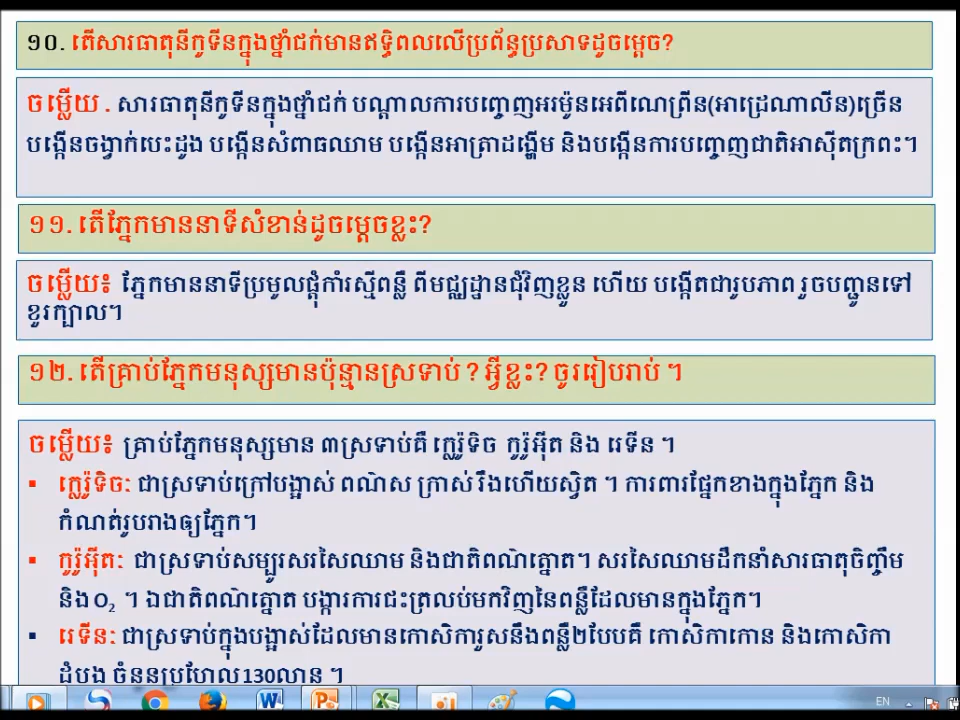 ១០. តើសារធាតុនីកូទីនក្នុងថ្នាំជក់មានឥទ្ធិពលលើប្រព័ន្ធប្រសាទដូចម្ដេច?
ចម្លើយ . សារធាតុនីកូទីនក្នុងថ្នាំជក់ បណ្ដាលការបញ្ចេញអរម៉ូនអេពីណេព្រីន(អាដ្រេណាលីន)ច្រើន
បង្កើនចង្វាក់បេះដូង បង្កើនសំពាធឈាម បង្កើនអាត្រាដង្ហើម និងបង្កើនការបញ្ចេញជាតិអាស៊ីតក្រពះ។
១១. តើភ្នែកមាននាទីសំខាន់ដូចម្ដេចខ្លះ?
ចម្លើយ៖ ភ្នែកមាននាទីប្រមូលផ្ដុំកាំរស្មីពន្លឺ ពីមជ្ឈដ្ឋានជុំវិញខ្លួន ហើយ បង្កើតជារូបភាព រួចបញ្ជូនទៅ
ខួរក្បាល។
១២. តើគ្រាប់ភ្នែកមនុស្សមានប៉ុន្មានស្រទាប់ ? អ្វីខ្លះ? ចូររៀបរាប់ ។
ចម្លើយ៖ គ្រាប់ភ្នែកមនុស្សមាន ៣ស្រទាប់គឺ ក្លេរ៉ូទិច កូរ៉ូអ៊ីត និង រេទីន ។
▪ ក្លេរ៉ូទិច: ជាស្រទាប់ក្រៅបង្អស់ ពណ៌ស ក្រាស់ រឹងហើយស្វិត ។ ការពារផ្នែកខាងក្នុងភ្នែក និង
កំណត់រូបរាងឲ្យភ្នែក។
▪ កូរ៉ូអ៊ីត: ជាស្រទាប់សម្បូរសរសៃឈាម និងជាតិពណ៌ត្នោត។ សរសៃឈាមដឹកនាំសារធាតុចិញ្ចឹម
និង O₂ ។ ឯជាតិពណ៌ត្នោត បង្ការការជះត្រលប់មកវិញនៃពន្លឺដែលមានក្នុងភ្នែក។
▪ រេទីន: ជាស្រទាប់ក្នុងបង្អស់ដែលមានកោសិការួសនឹងពន្លឺ២បែបគឺ កោសិកាកោន និងកោសិកា
ដំបង ចំនួនប្រហែល130លាន ។
EN